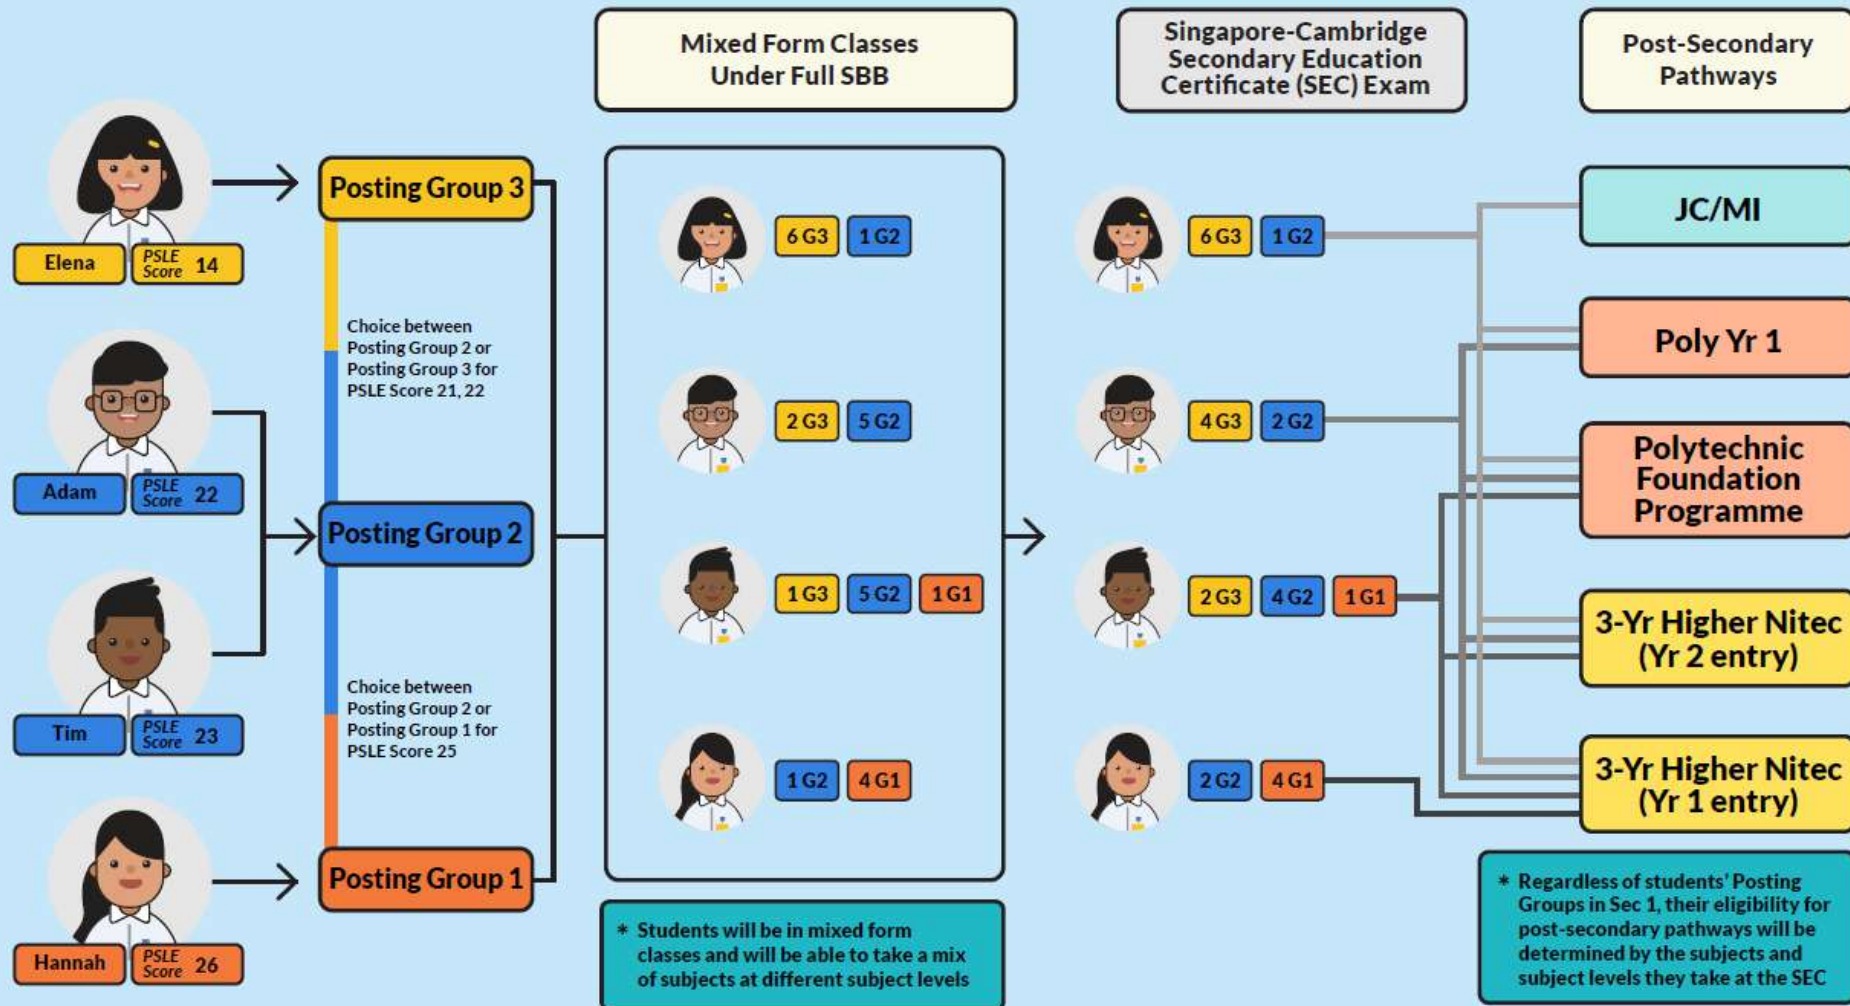 Mixed Form Classes
Under Full SBB
Singapore-Cambridge
Secondary Education
Certificate (SEC) Exam
Post-Secondary
Pathways
Elena
PSLE
Score 14
Adam
PSLE
Score 22
Tim
PSLE
Score 23
Hannah
PSLE
Score 26
Posting Group 3
Choice between
Posting Group 2 or
Posting Group 3 for
PSLE Score 21, 22
Posting Group 2
Choice between
Posting Group 2 or
Posting Group 1 for
PSLE Score 25
Posting Group 1
6 G3 1 G2
2 G3 5 G2
1 G3 5 G2 1 G1
1 G2 4 G1
* Students will be in mixed form
classes and will be able to take a mix
of subjects at different subject levels
6 G3 1 G2
4 G3 2 G2
2 G3 4 G2 1 G1
2 G2 4 G1
JC/MI
Poly Yr 1
Polytechnic
Foundation
Programme
3-Yr Higher Nitec
(Yr 2 entry)
3-Yr Higher Nitec
(Yr 1 entry)
* Regardless of students' Posting
Groups in Sec 1, their eligibility for
post-secondary pathways will be
determined by the subjects and
subject levels they take at the SEC